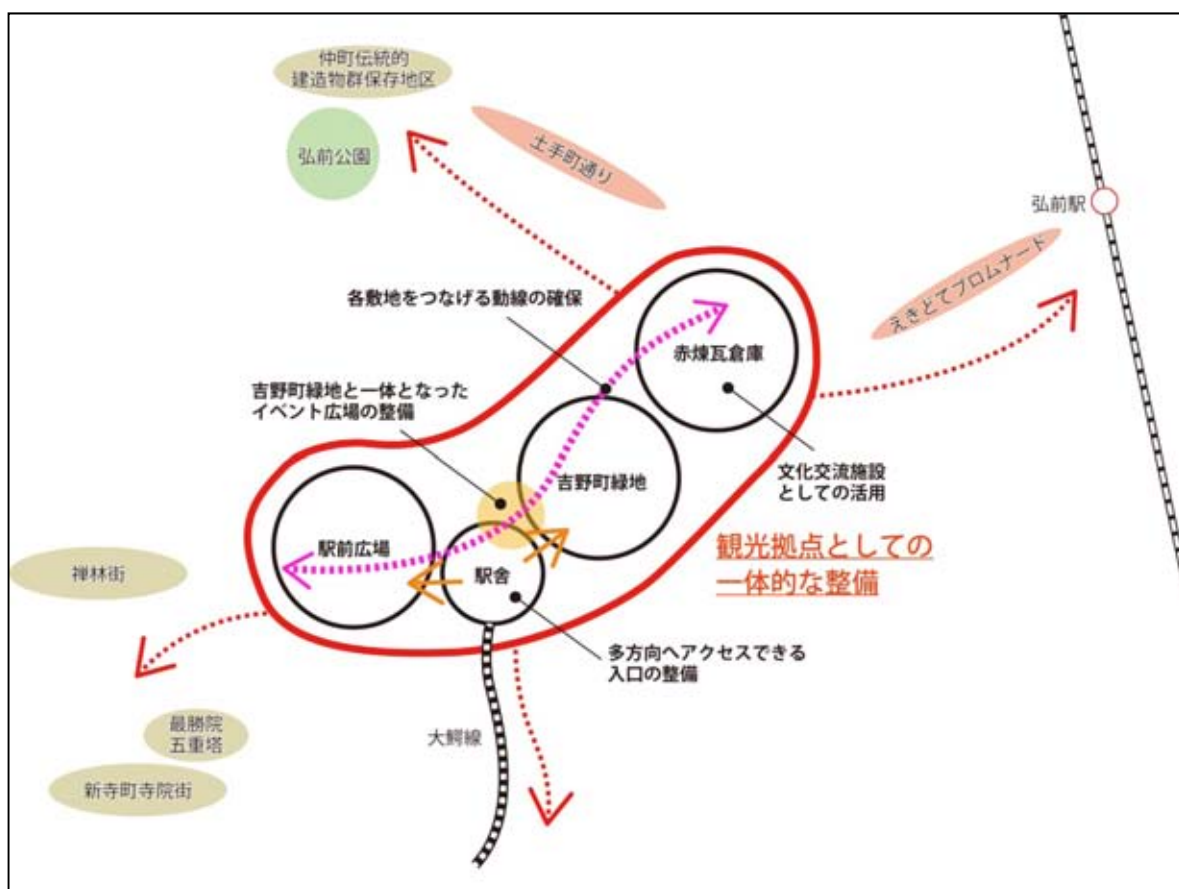 仲町伝統的
建造物群保存地区
弘前公園
土手町通り
弘前駅
えきどてプロムナード
各敷地をつなげる動線の確保
赤煉瓦倉庫
吉野町緑地と一体となった
イベント広場の整備
文化交流施設
としての活用
吉野町緑地
駅前広場
駅舎
観光拠点としての
一体的な整備
禅林街
多方向へアクセスできる
入口の整備
最勝院
五重塔
大鰐線
新寺町寺院街